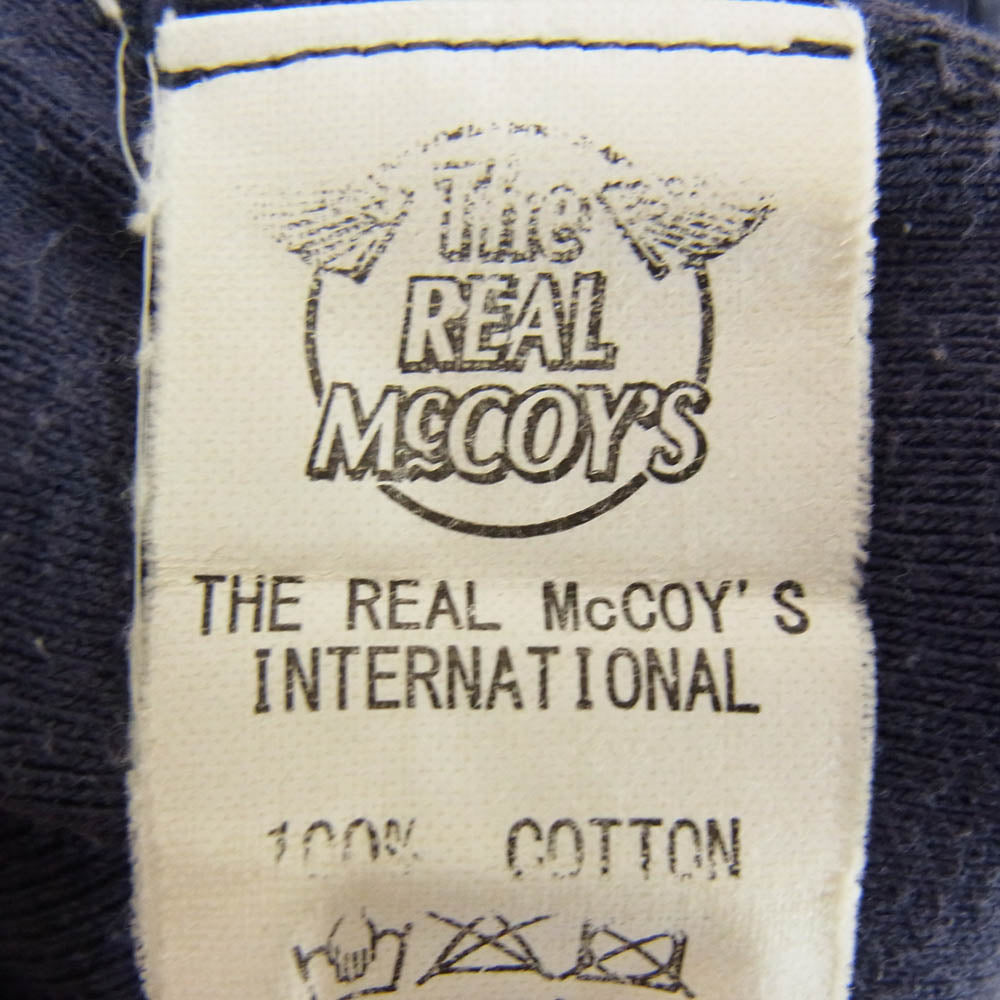 The
REAL
McCOY'S
THE REAL McCOY'S
INTERNATIONAL
100% COTTON